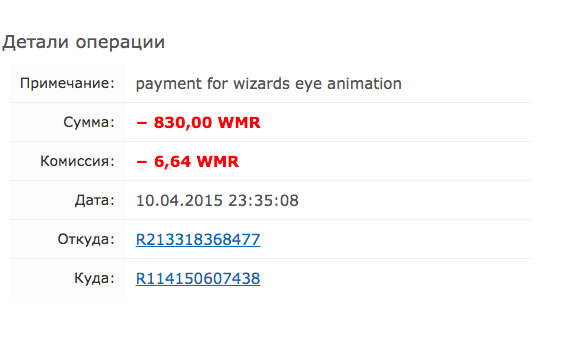 Детали операции
Примечание: payment for wizards eye animation
Сумма: − 830,00 WMR
Комиссия: − 6,64 WMR
Дата: 10.04.2015 23:35:08
Откуда: R213318368477
Куда: R114150607438